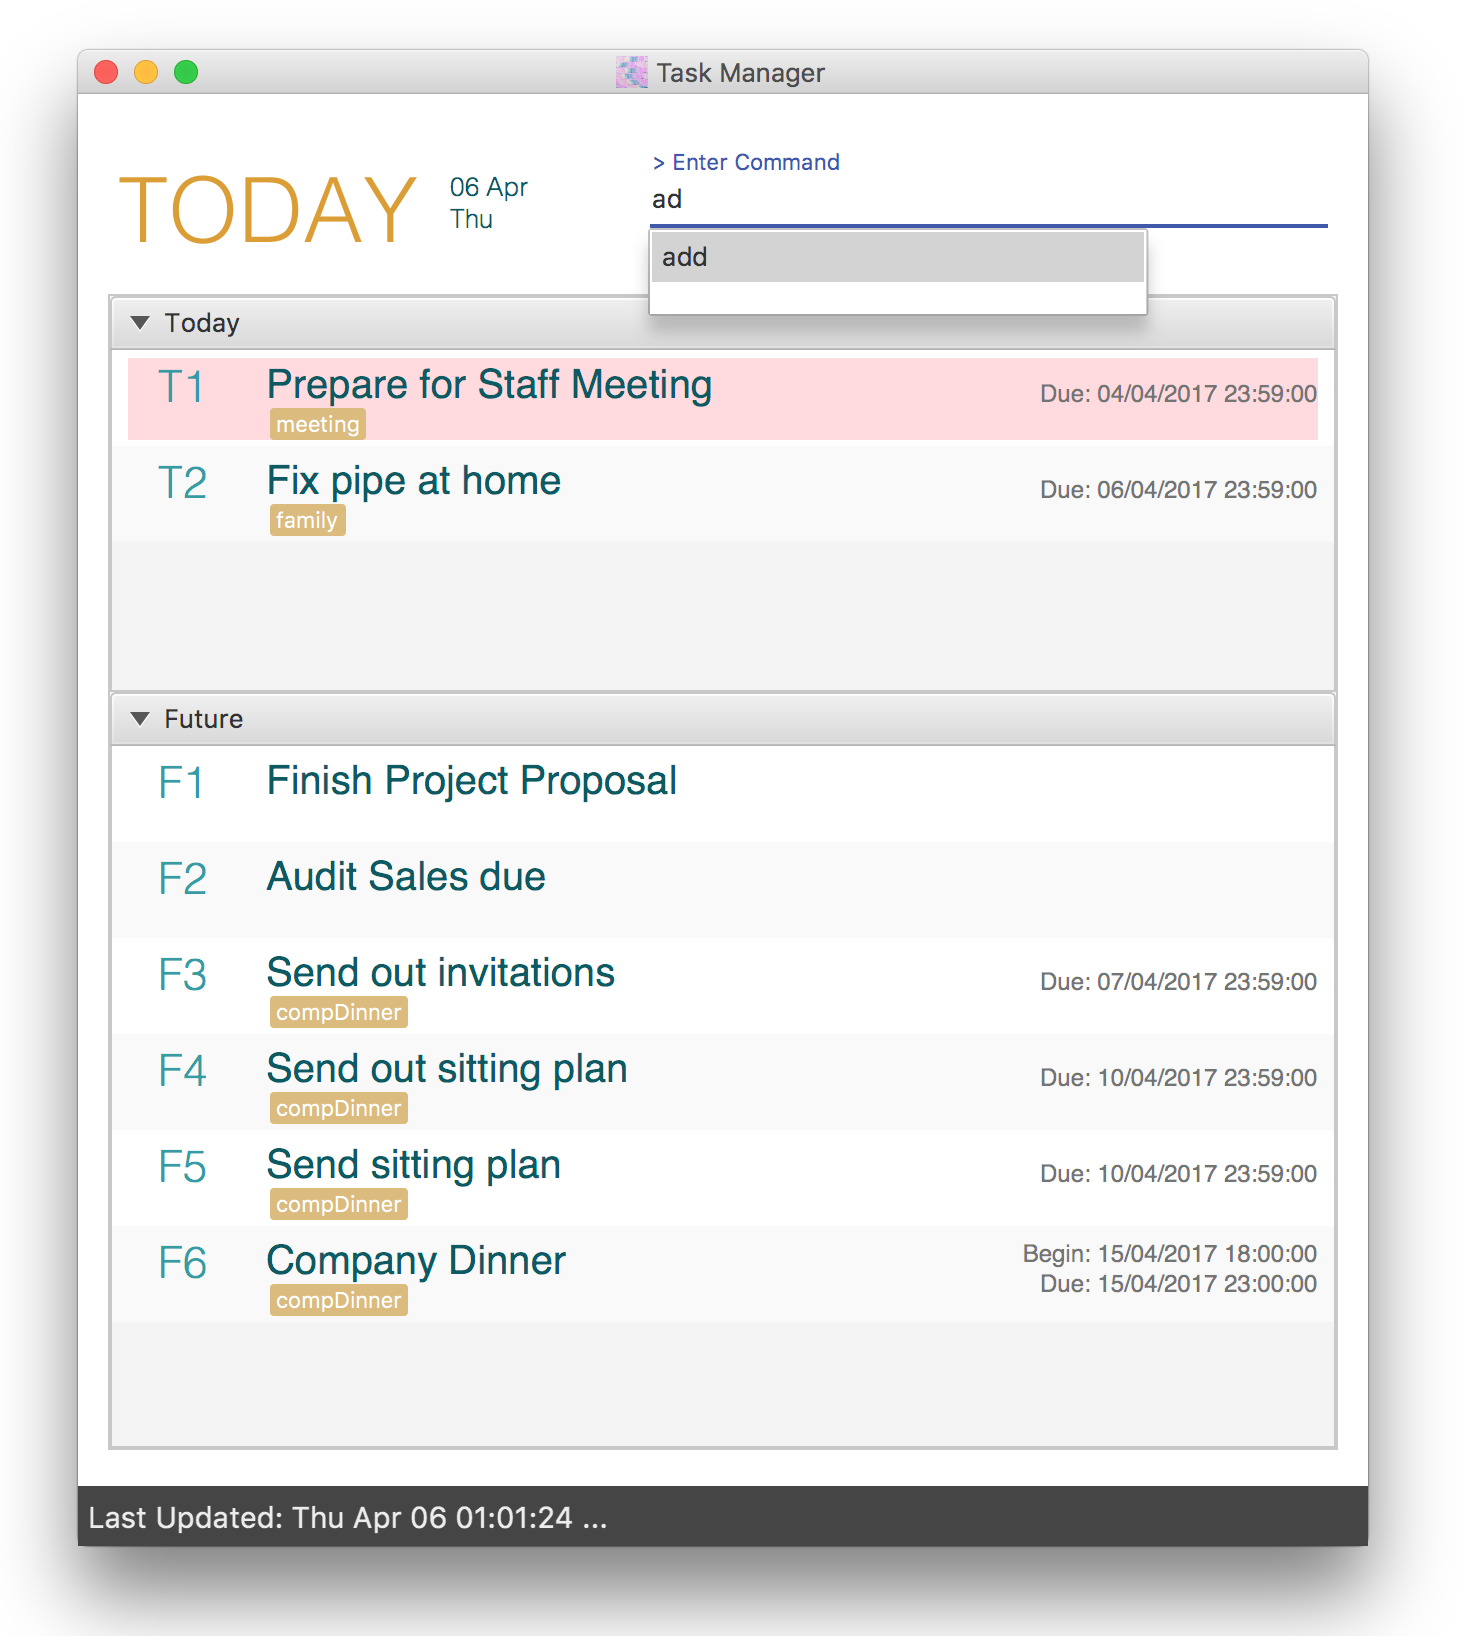 Task Manager
TODAY
06 Apr
Thu
> Enter Command
ad
add
Today
T1 Prepare for Staff Meeting Due: 04/04/2017 23:59:00
meeting
T2 Fix pipe at home Due: 06/04/2017 23:59:00
family
Future
F1 Finish Project Proposal
F2 Audit Sales due
F3 Send out invitations Due: 07/04/2017 23:59:00
compDinner
F4 Send out sitting plan Due: 10/04/2017 23:59:00
compDinner
F5 Send sitting plan Due: 10/04/2017 23:59:00
compDinner
F6 Company Dinner Begin: 15/04/2017 18:00:00
Due: 15/04/2017 23:00:00
compDinner
Last Updated: Thu Apr 06 01:01:24 ...